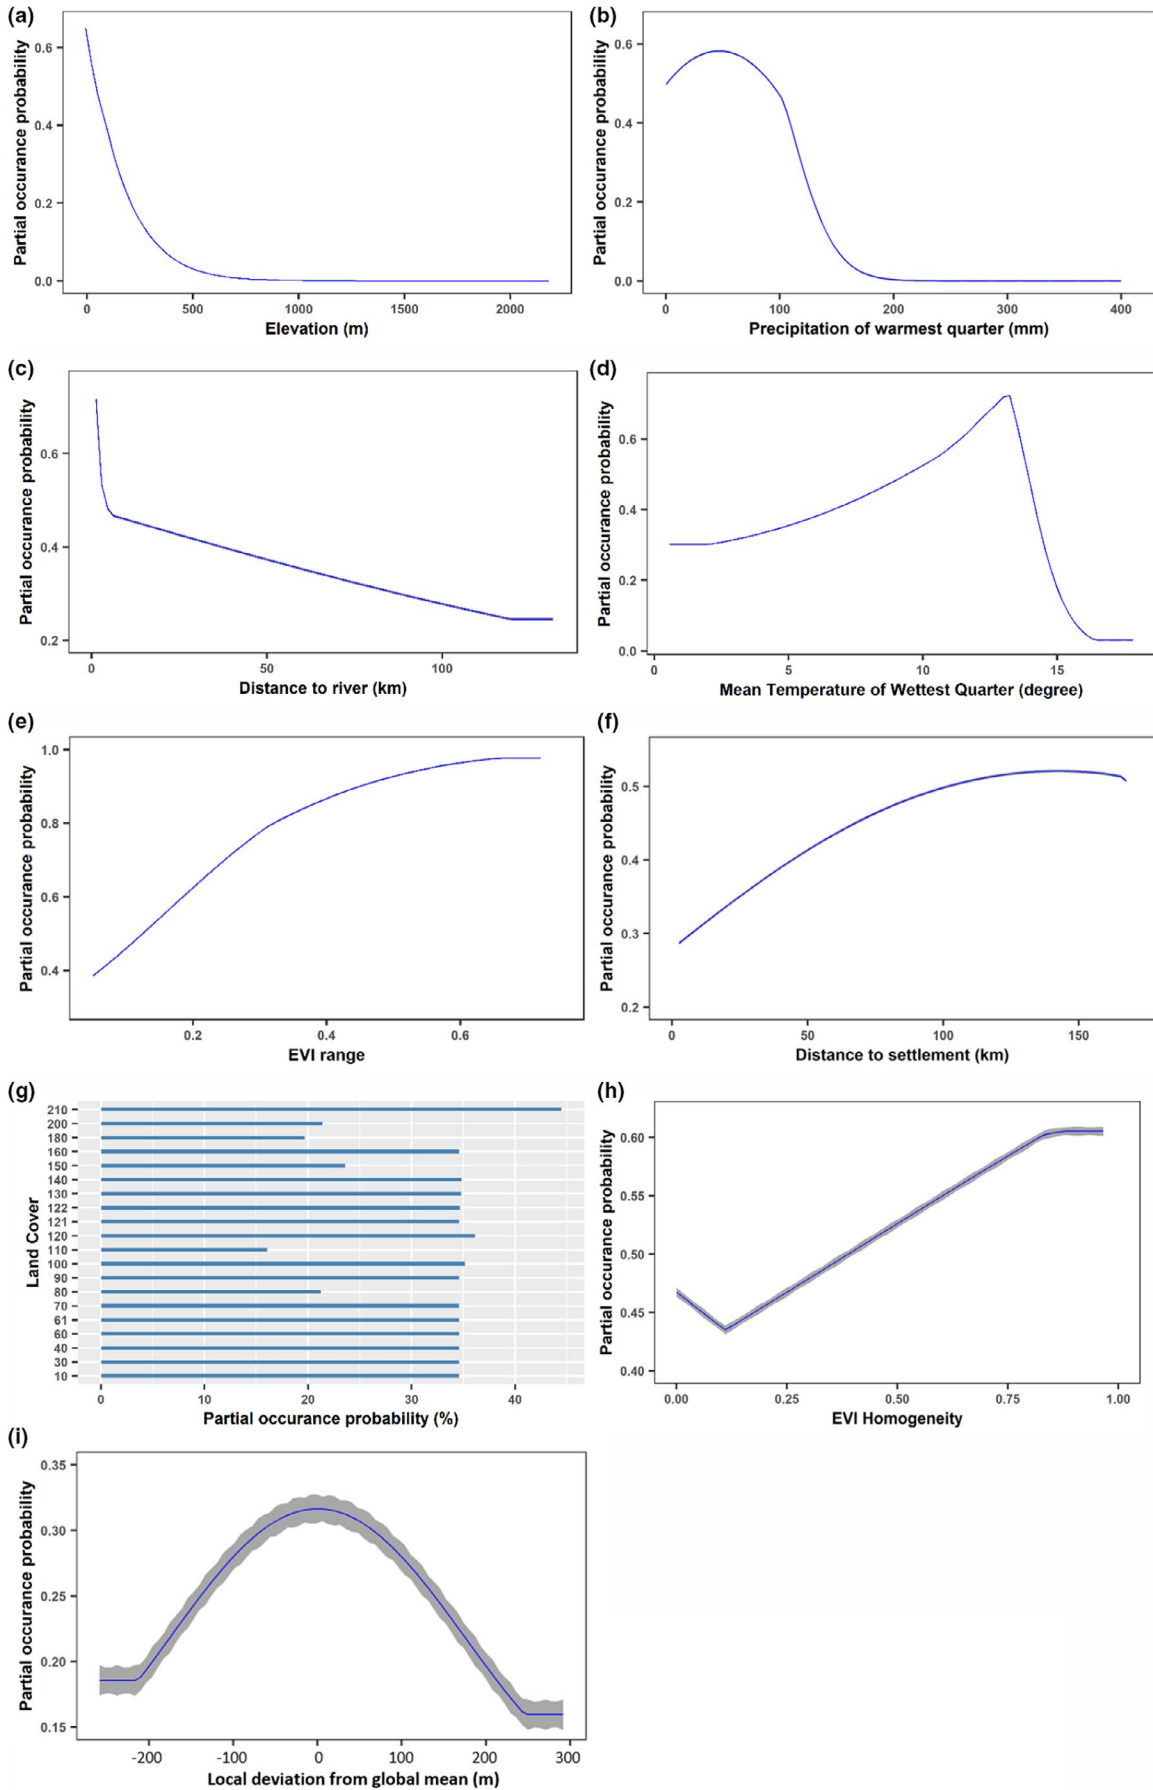 (a)
Partial occurance probability
0.6
0.4
0.2
0.0
0 500 1000 1500 2000
Elevation (m)
(b)
Partial occurance probability
0.6
0.4
0.2
0.0
0 100 200 300 400
Precipitation of warmest quarter (mm)
(c)
Partial occurance probability
0.6
0.4
0.2
0 50 100
Distance to river (km)
(d)
Partial occurance probability
0.6
0.4
0.2
0.0
0 5 10 15
Mean Temperature of Wettest Quarter (degree)
(e)
Partial occurance probability
1.0
0.8
0.6
0.4
0.2 0.4 0.6
EVI range
(f)
Partial occurance probability
0.5
0.4
0.3
0.2
0 50 100 150
Distance to settlement (km)
(g)
Land Cover
210
200
180
160
150
140
130
122
121
120
110
100
90
80
70
61
60
40
30
10
0 10 20 30 40
Partial occurance probability (%)
(h)
Partial occurance probability
0.60
0.55
0.50
0.45
0.40
0.00 0.25 0.50 0.75 1.00
EVI Homogeneity
(i)
Partial occurance probability
0.35
0.30
0.25
0.20
0.15
-200 -100 0 100 200 300
Local deviation from global mean (m)